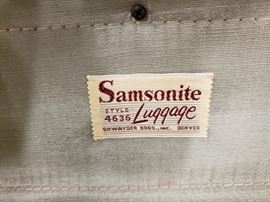 Samsonite
STYLE
4636 Luggage
SHWAYDER BROS., INC. DENVER